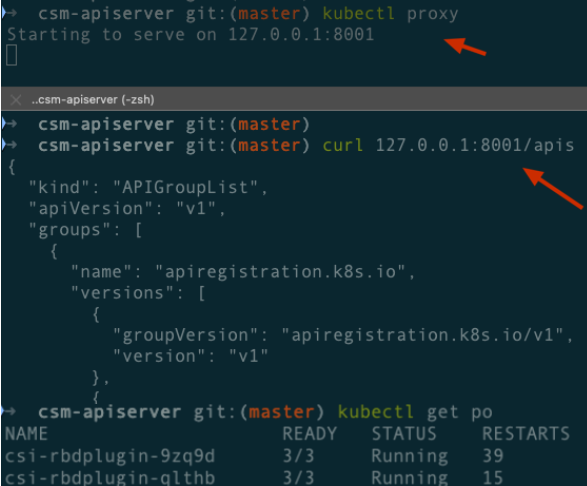 ➜ csm-apiserver git:(master) kubectl proxy
Starting to serve on 127.0.0.1:8001
..csm-apiserver (-zsh)
➜ csm-apiserver git:(master)
➜ csm-apiserver git:(master) curl 127.0.0.1:8001/apis
{
  "kind": "APIGroupList",
  "apiVersion": "v1",
  "groups": [
    {
      "name": "apiregistration.k8s.io",
      "versions": [
        {
          "groupVersion": "apiregistration.k8s.io/v1",
          "version": "v1"
        },
        {
➜ csm-apiserver git:(master) kubectl get po
NAME READY STATUS RESTARTS
csi-rbdplugin-9zq9d 3/3 Running 39
csi-rbdplugin-qlthb 3/3 Running 15